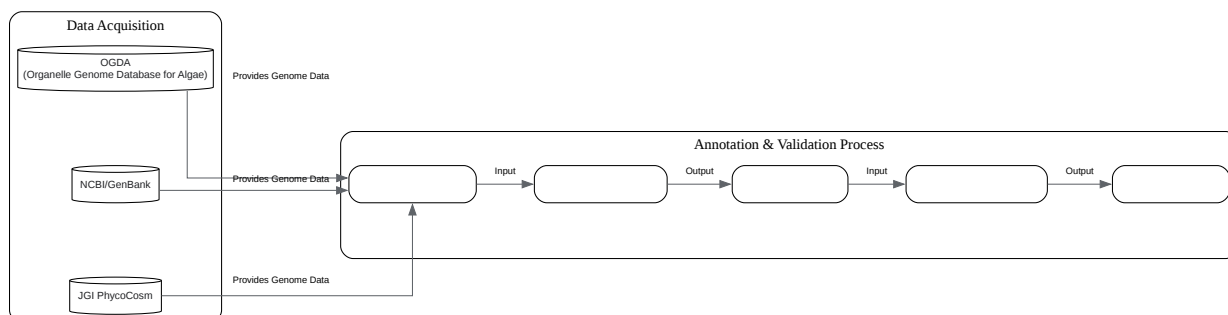 Data Acquisition
OGDA
(Organelle Genome Database for Algae)
Provides Genome Data
Annotation & Validation Process
NCBI/GenBank
Provides Genome Data
Input
Output
Input
Output
JGI PhycoCosm
Provides Genome Data